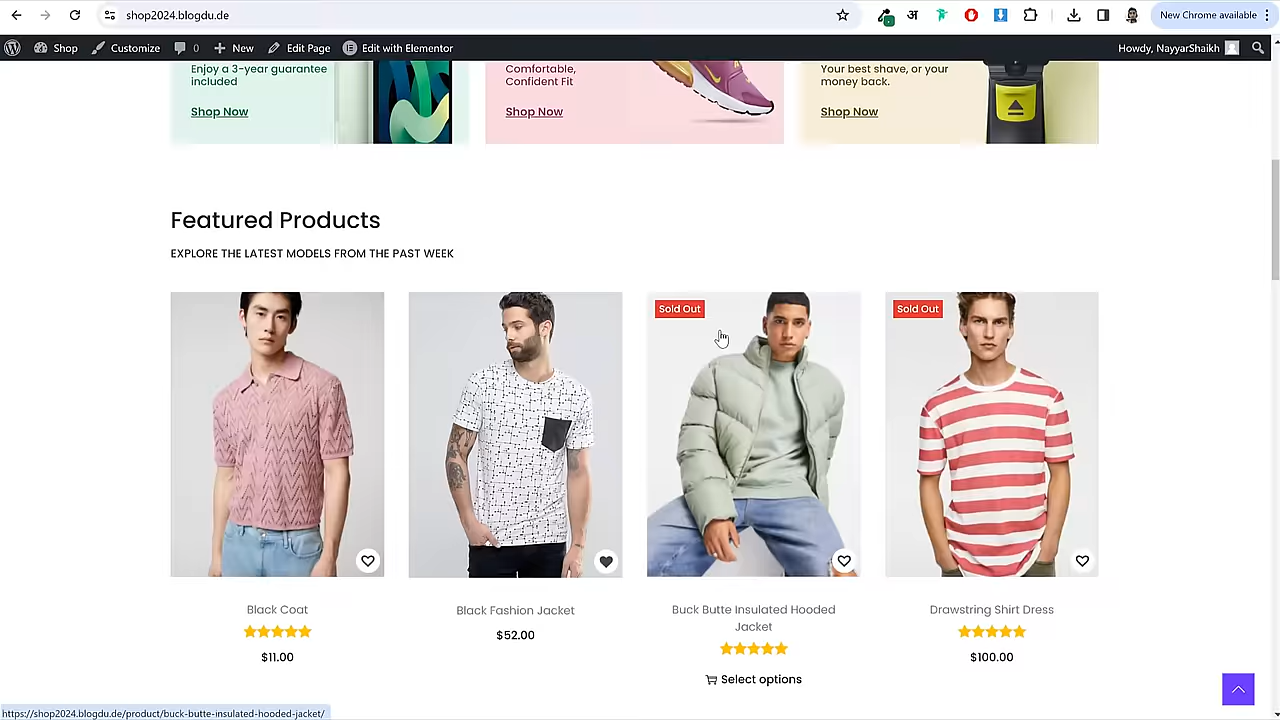 shop2024.blogdu.de
अ
New Chrome available
Shop
Customize
0
New
Edit Page
Edit with Elementor
Howdy, NayyarShaikh
Enjoy a 3-year guarantee
included
Shop Now
Comfortable,
Confident Fit
Shop Now
Your best shave, or your
money back.
Shop Now
Featured Products
EXPLORE THE LATEST MODELS FROM THE PAST WEEK
Sold Out
Sold Out
Black Coat
$11.00
Black Fashion Jacket
$52.00
Buck Butte Insulated Hooded
Jacket
Select options
Drawstring Shirt Dress
$100.00
https://shop2024.blogdu.de/product/buck-butte-insulated-hooded-jacket/